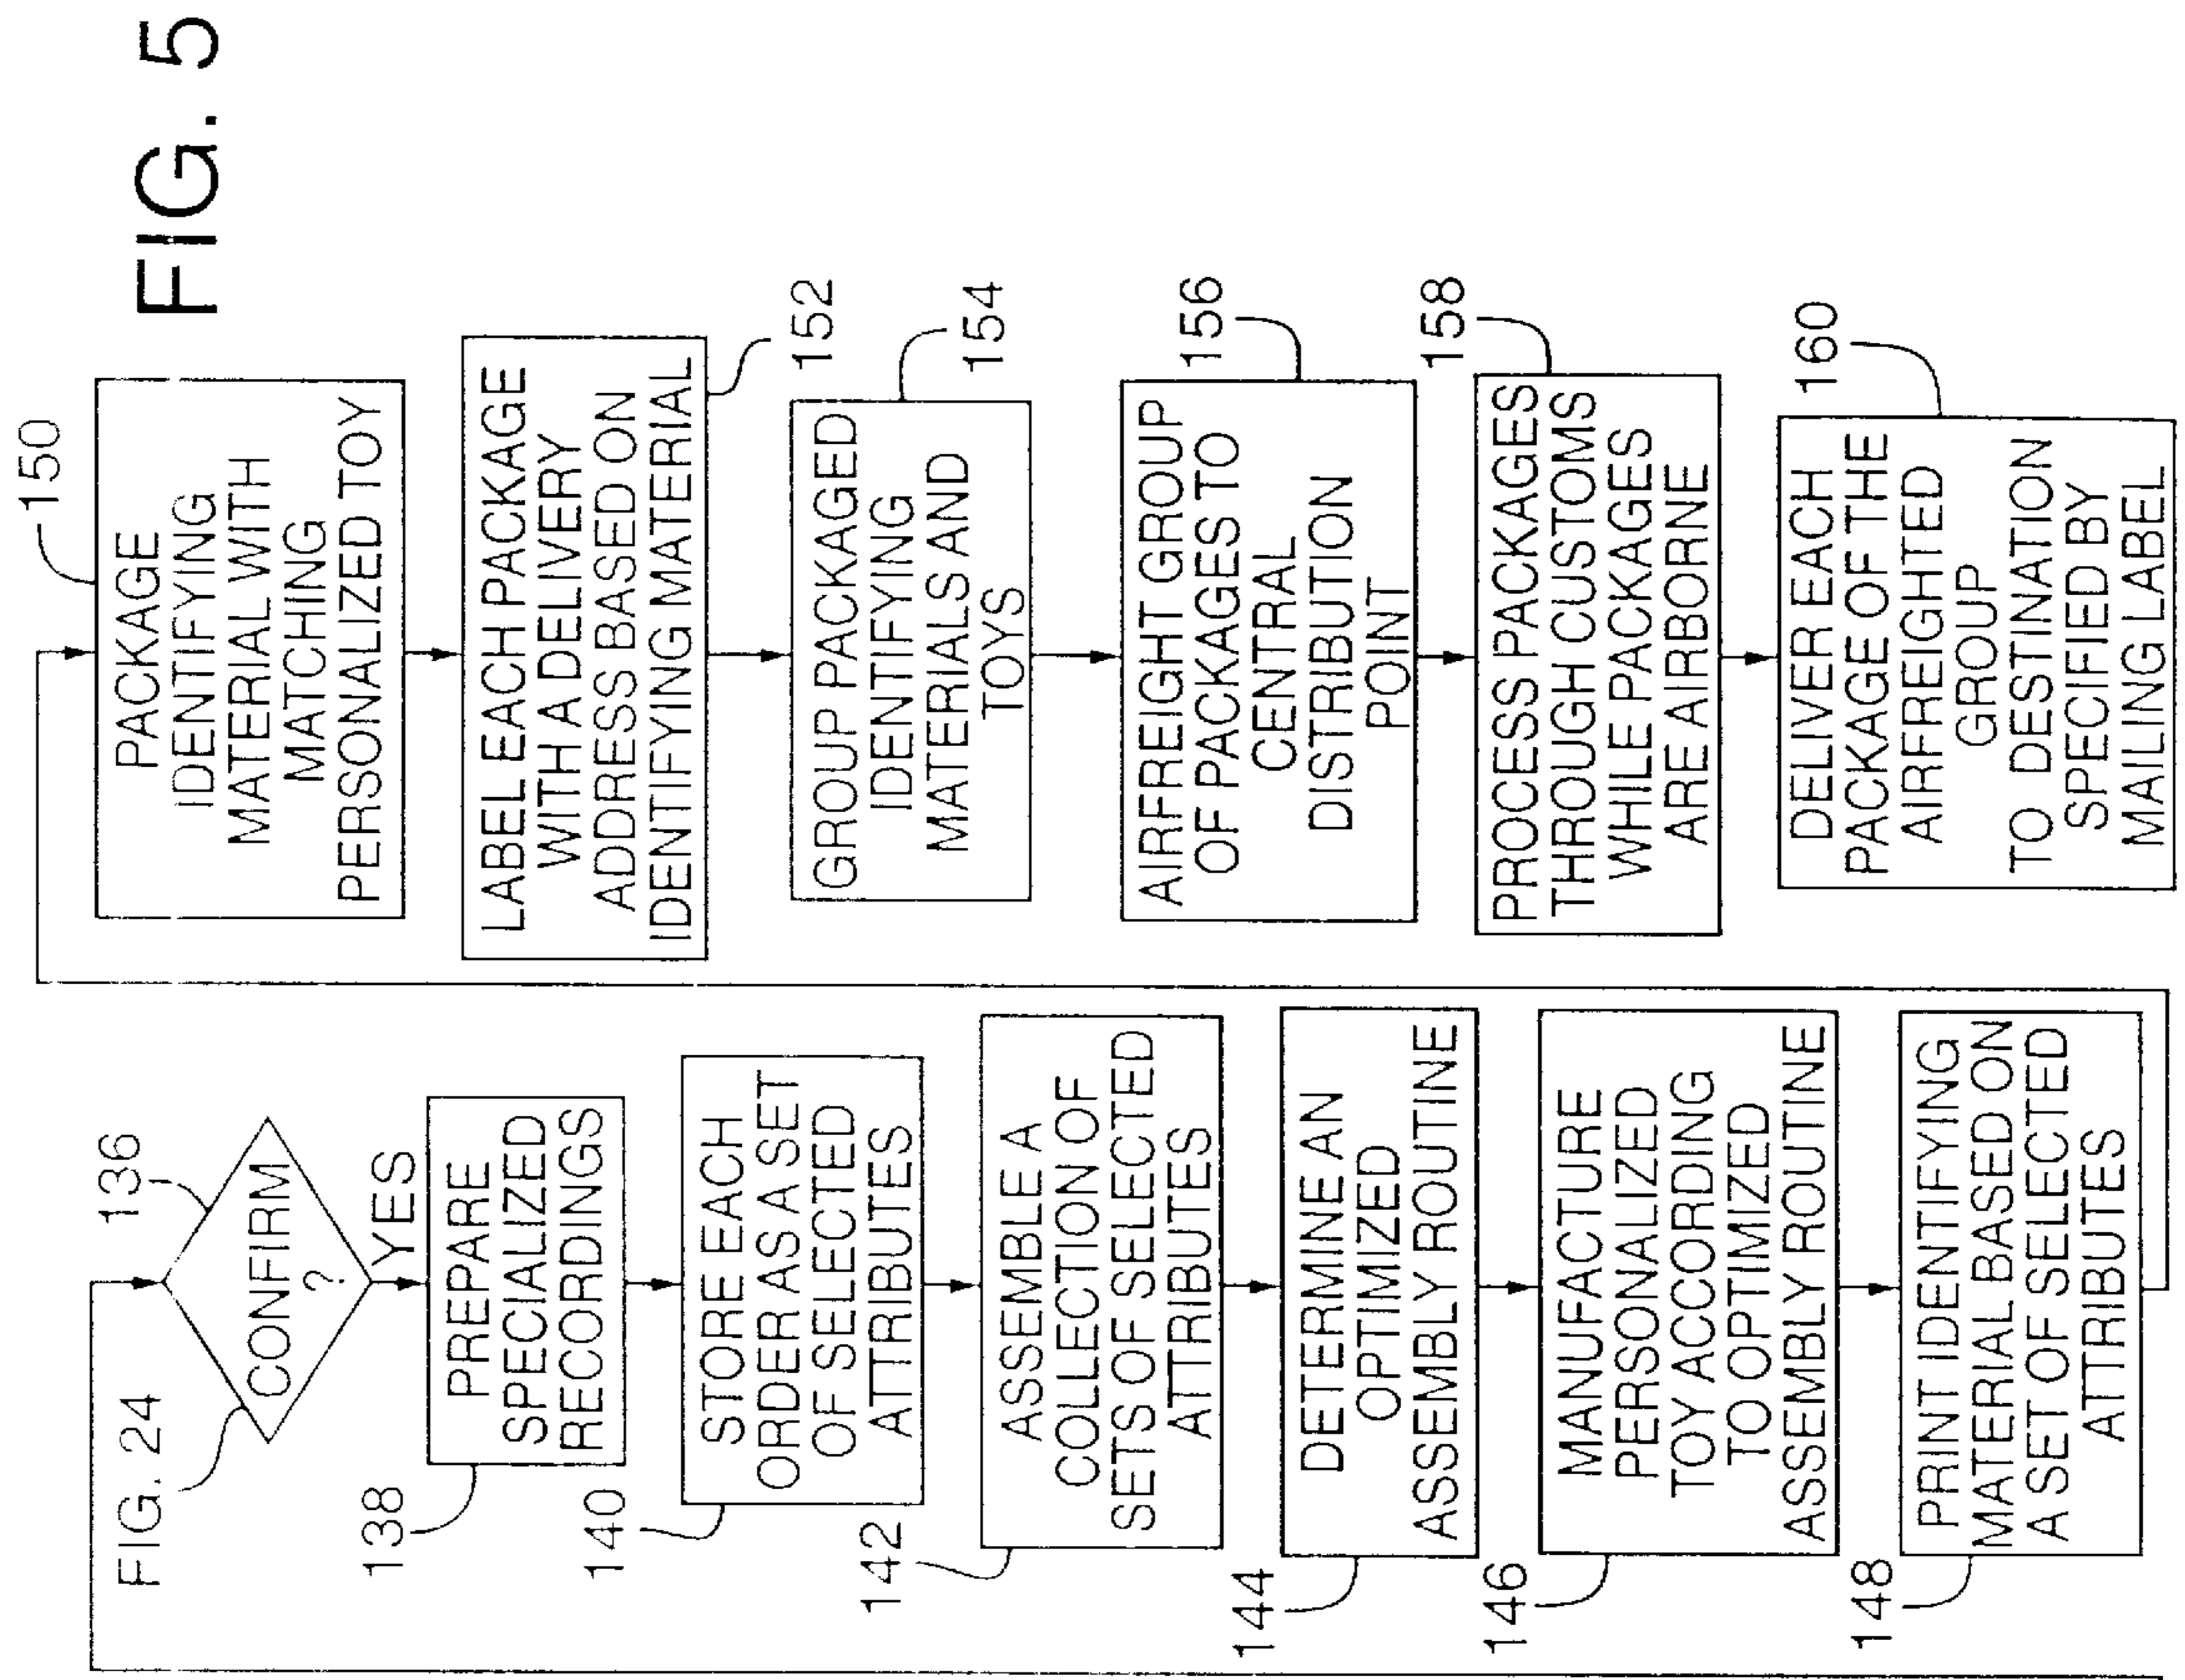 FIG. 5
FIG. 24
136
CONFIRM
?
YES
138
PREPARE
SPECIALIZED
RECORDINGS
140
STORE EACH
ORDER AS A SET
OF SELECTED
ATTRIBUTES
142
ASSEMBLE A
COLLECTION OF
SETS OF SELECTED
ATTRIBUTES
144
DETERMINE AN
OPTIMIZED
ASSEMBLY ROUTINE
146
MANUFACTURE
PERSONALIZED
TOY ACCORDING
TO OPTIMIZED
ASSEMBLY ROUTINE
148
PRINT IDENTIFYING
MATERIAL BASED ON
A SET OF SELECTED
ATTRIBUTES
150
PACKAGE
IDENTIFYING
MATERIAL WITH
MATCHING
PERSONALIZED TOY
152
LABEL EACH PACKAGE
WITH A DELIVERY
ADDRESS BASED ON
IDENTIFYING MATERIAL
154
GROUP PACKAGED
IDENTIFYING
MATERIALS AND
TOYS
156
AIRFREIGHT GROUP
OF PACKAGES TO
CENTRAL
DISTRIBUTION
POINT
158
PROCESS PACKAGES
THROUGH CUSTOMS
WHILE PACKAGES
ARE AIRBORNE
160
DELIVER EACH
PACKAGE OF THE
AIRFREIGHTED
GROUP
TO DESTINATION
SPECIFIED BY
MAILING LABEL